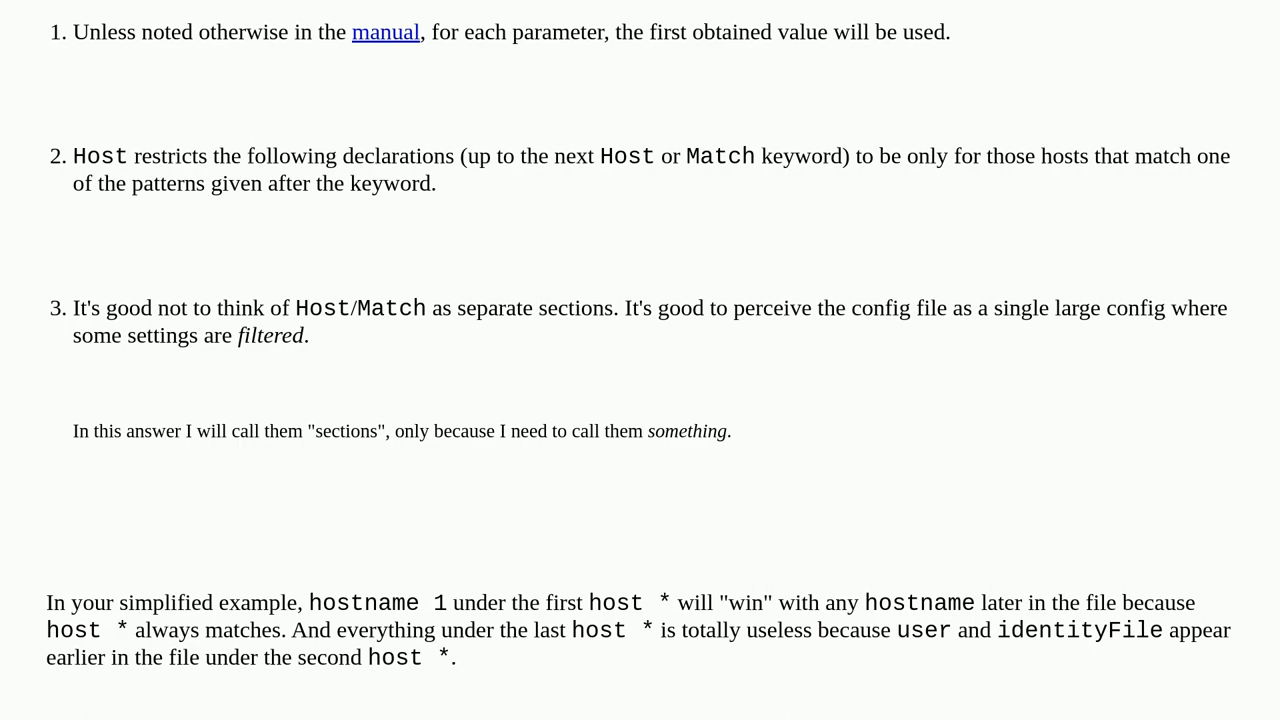 1. Unless noted otherwise in the manual, for each parameter, the first obtained value will be used.
2. Host restricts the following declarations (up to the next Host or Match keyword) to be only for those hosts that match one
of the patterns given after the keyword.
3. It's good not to think of Host/Match as separate sections. It's good to perceive the config file as a single large config where
some settings are filtered.
In this answer I will call them "sections", only because I need to call them something.
In your simplified example, hostname 1 under the first host * will "win" with any hostname later in the file because
host * always matches. And everything under the last host * is totally useless because user and identityFile appear
earlier in the file under the second host *.